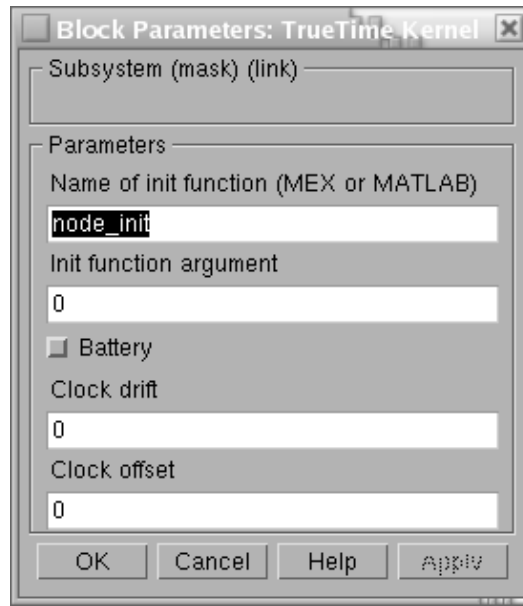 Block Parameters: TrueTime Kernel
Subsystem (mask) (link)
Parameters
Name of init function (MEX or MATLAB)
node_init
Init function argument
0
Battery
Clock drift
0
Clock offset
0
OK Cancel Help Apply